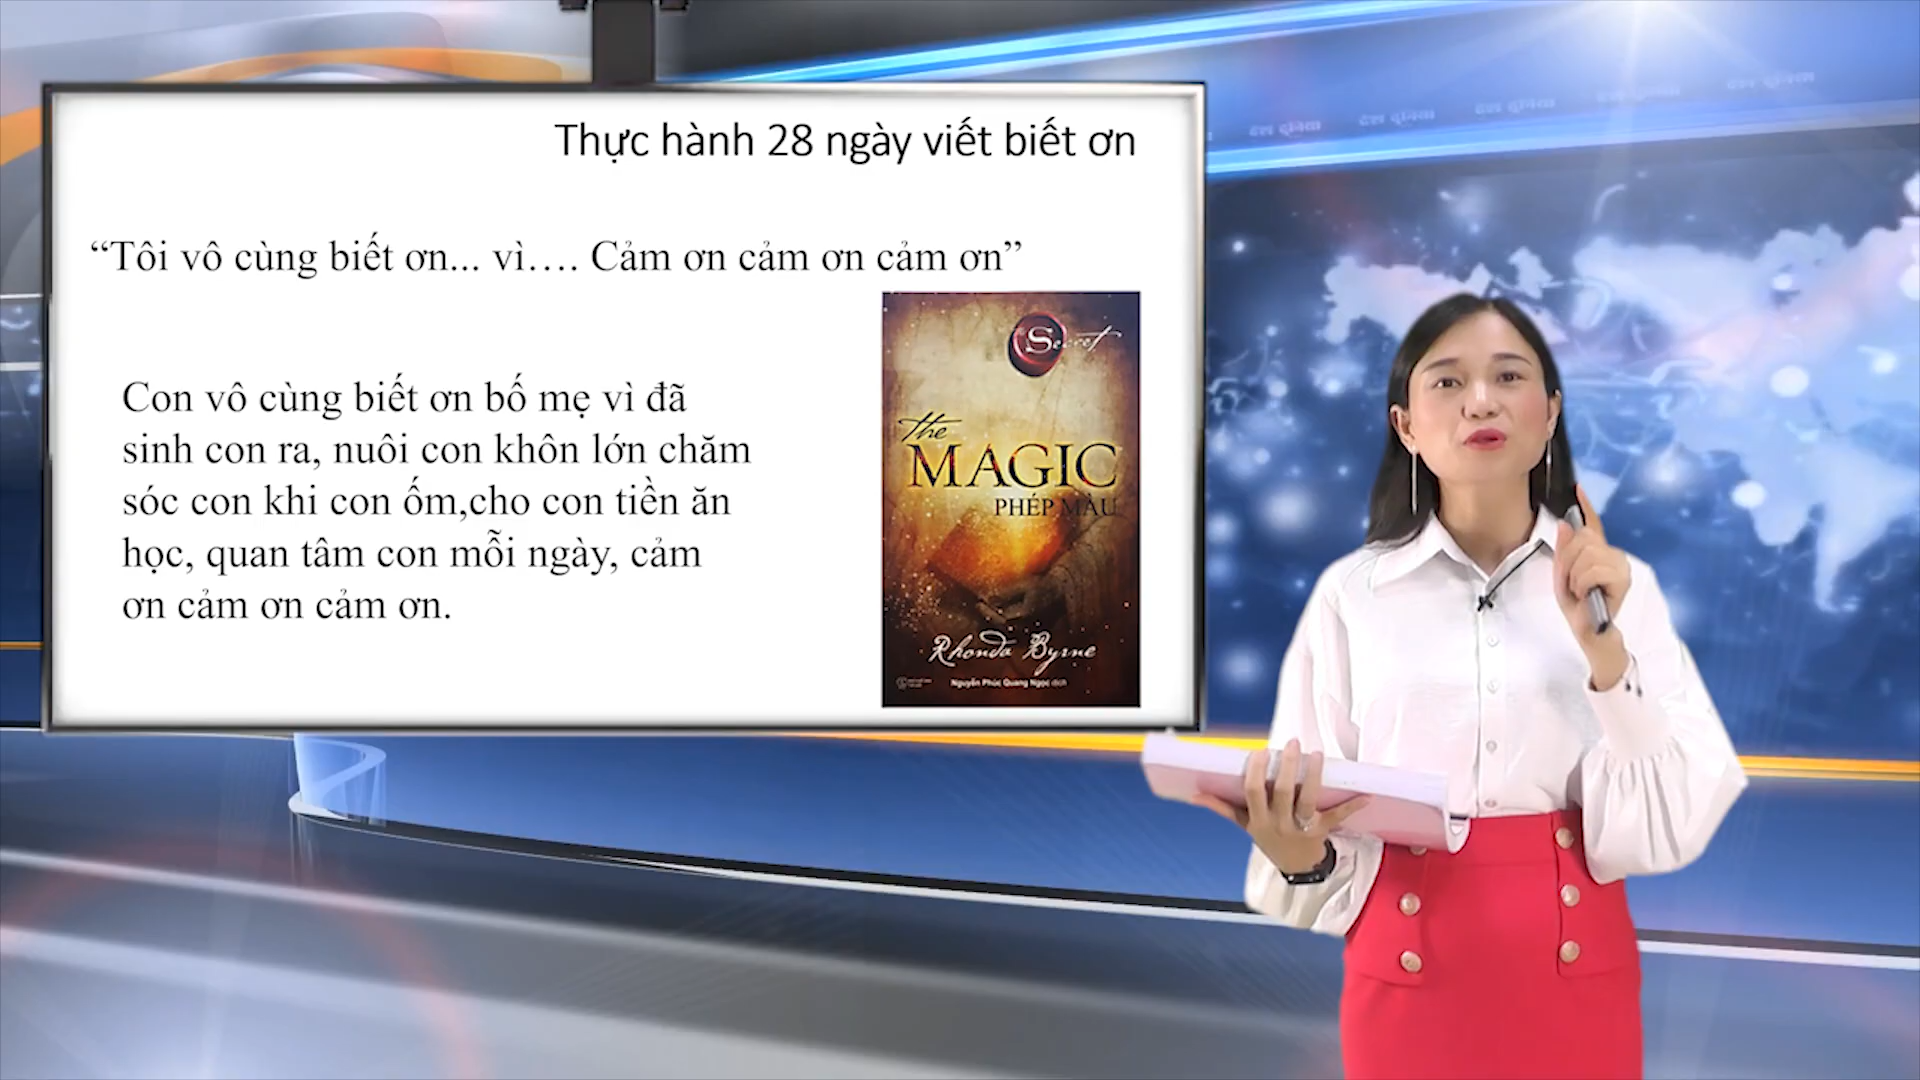 Thực hành 28 ngày viết biết ơn
“Tôi vô cùng biết ơn... vì…. Cảm ơn cảm ơn cảm ơn”
Con vô cùng biết ơn bố mẹ vì đã
sinh con ra, nuôi con khôn lớn chăm
sóc con khi con ốm,cho con tiền ăn
học, quan tâm con mỗi ngày, cảm
ơn cảm ơn cảm ơn.
Secret
the
MAGIC
PHÉP MÀU
Rhonda Byrne
Nguyễn Phúc Quang Ngọc dịch
देश दुनिया देश दुनिया देश दुनिया देश दुनिया